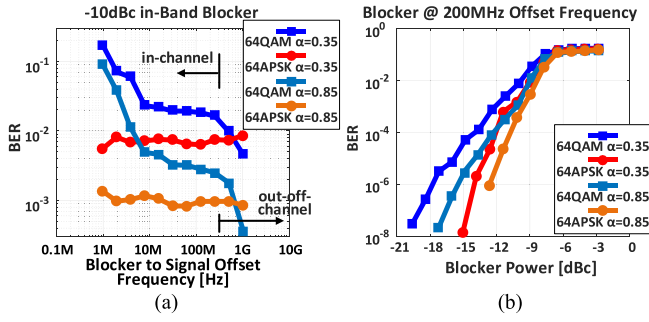 -10dBc in-Band Blocker
BER
10⁻¹
10⁻²
10⁻³
0.1M 1M 10M 100M 1G 10G
Blocker to Signal Offset
Frequency [Hz]
in-channel
out-off-
channel
64QAM α=0.35
64APSK α=0.35
64QAM α=0.85
64APSK α=0.85
(a)
Blocker @ 200MHz Offset Frequency
BER
10⁰
10⁻²
10⁻⁴
10⁻⁶
10⁻⁸
-21 -18 -15 -12 -9 -6 -3 0
Blocker Power [dBc]
64QAM α=0.35
64APSK α=0.35
64QAM α=0.85
64APSK α=0.85
(b)